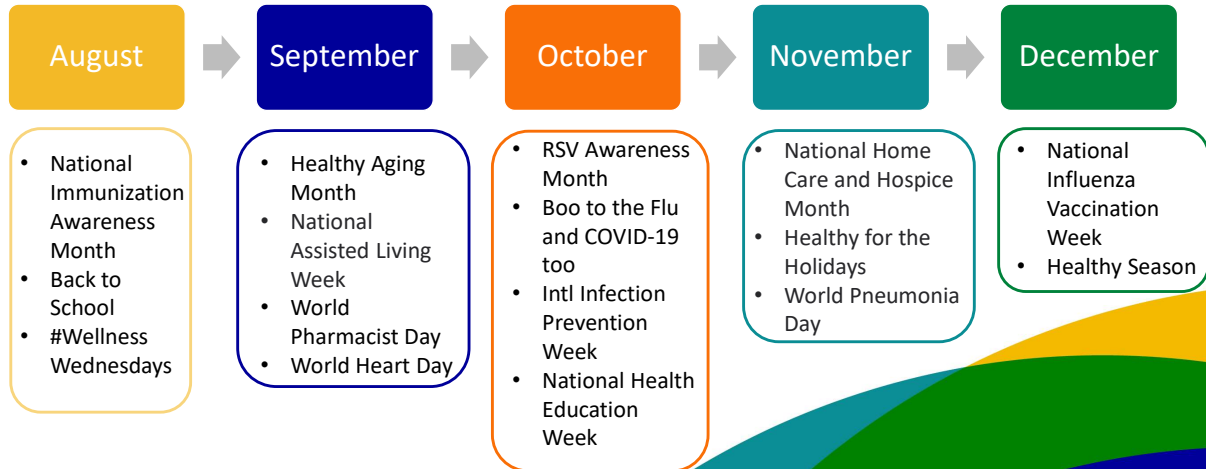 August
September
October
November
December
• National
Immunization
Awareness
Month
• Back to
School
• #Wellness
Wednesdays
• Healthy Aging
Month
• National
Assisted Living
Week
• World
Pharmacist Day
• World Heart Day
• RSV Awareness
Month
• Boo to the Flu
and COVID-19
too
• Intl Infection
Prevention
Week
• National Health
Education
Week
• National Home
Care and Hospice
Month
• Healthy for the
Holidays
• World Pneumonia
Day
• National
Influenza
Vaccination
Week
• Healthy Season